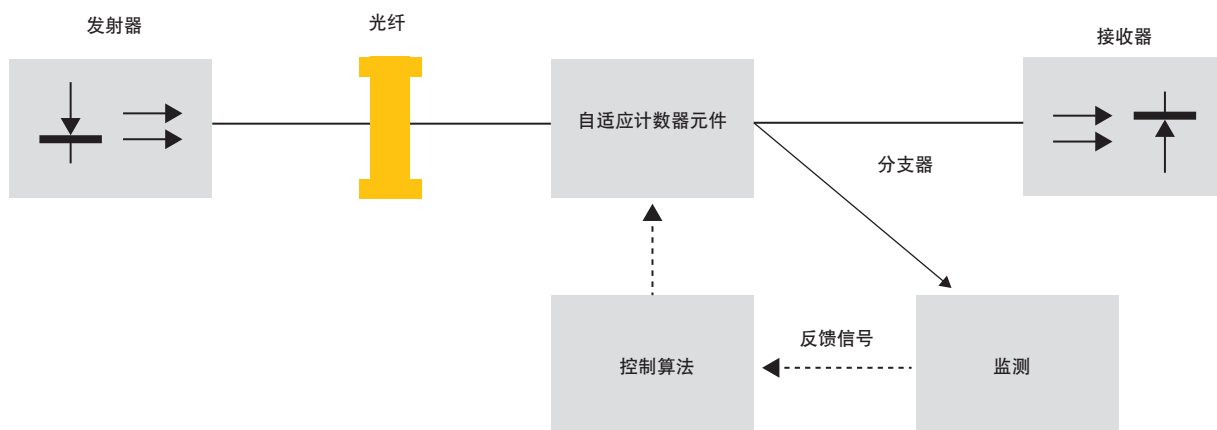 发射器
光纤
接收器
自适应计数器元件
分支器
反馈信号
控制算法
监测